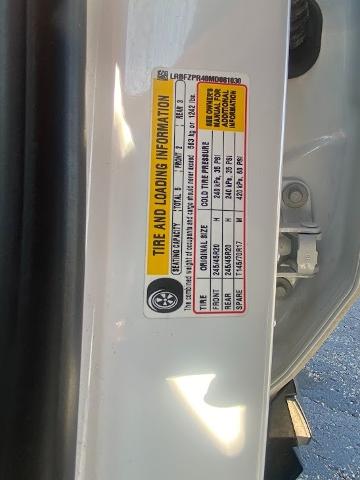 LRBFZPR40MD081030
TIRE AND LOADING INFORMATION
SEATING CAPACITY TOTAL 5 FRONT 2 REAR 3
The combined weight of occupants and cargo should never exceed 563 kg or 1242 lbs.
TIRE ORIGINAL SIZE COLD TIRE PRESSURE
FRONT 245/45R20 H 240 kPa, 35 PSI
REAR 245/45R20 H 240 kPa, 35 PSI
SPARE T145/70R17 M 420 kPa, 60 PSI
SEE OWNER'S
MANUAL FOR
ADDITIONAL
INFORMATION